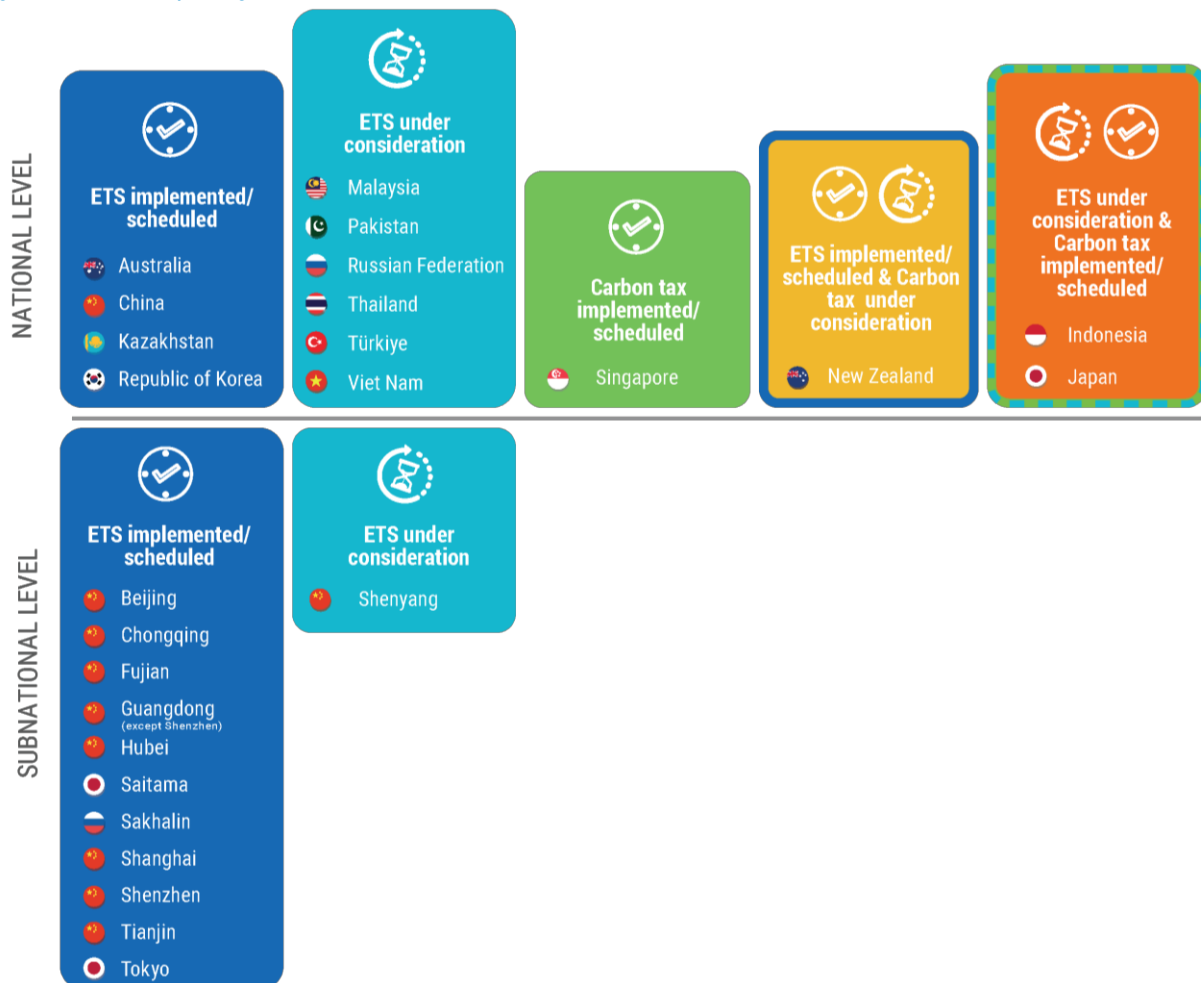 NATIONAL LEVEL
ETS implemented/
scheduled
Australia
China
Kazakhstan
Republic of Korea
ETS under
consideration
Malaysia
Pakistan
Russian Federation
Thailand
Türkiye
Viet Nam
Carbon tax
implemented/
scheduled
Singapore
ETS implemented/
scheduled & Carbon
tax under
consideration
New Zealand
ETS under
consideration &
Carbon tax
implemented/
scheduled
Indonesia
Japan
SUBNATIONAL LEVEL
ETS implemented/
scheduled
Beijing
Chongqing
Fujian
Guangdong
(except Shenzhen)
Hubei
Saitama
Sakhalin
Shanghai
Shenzhen
Tianjin
Tokyo
ETS under
consideration
Shenyang